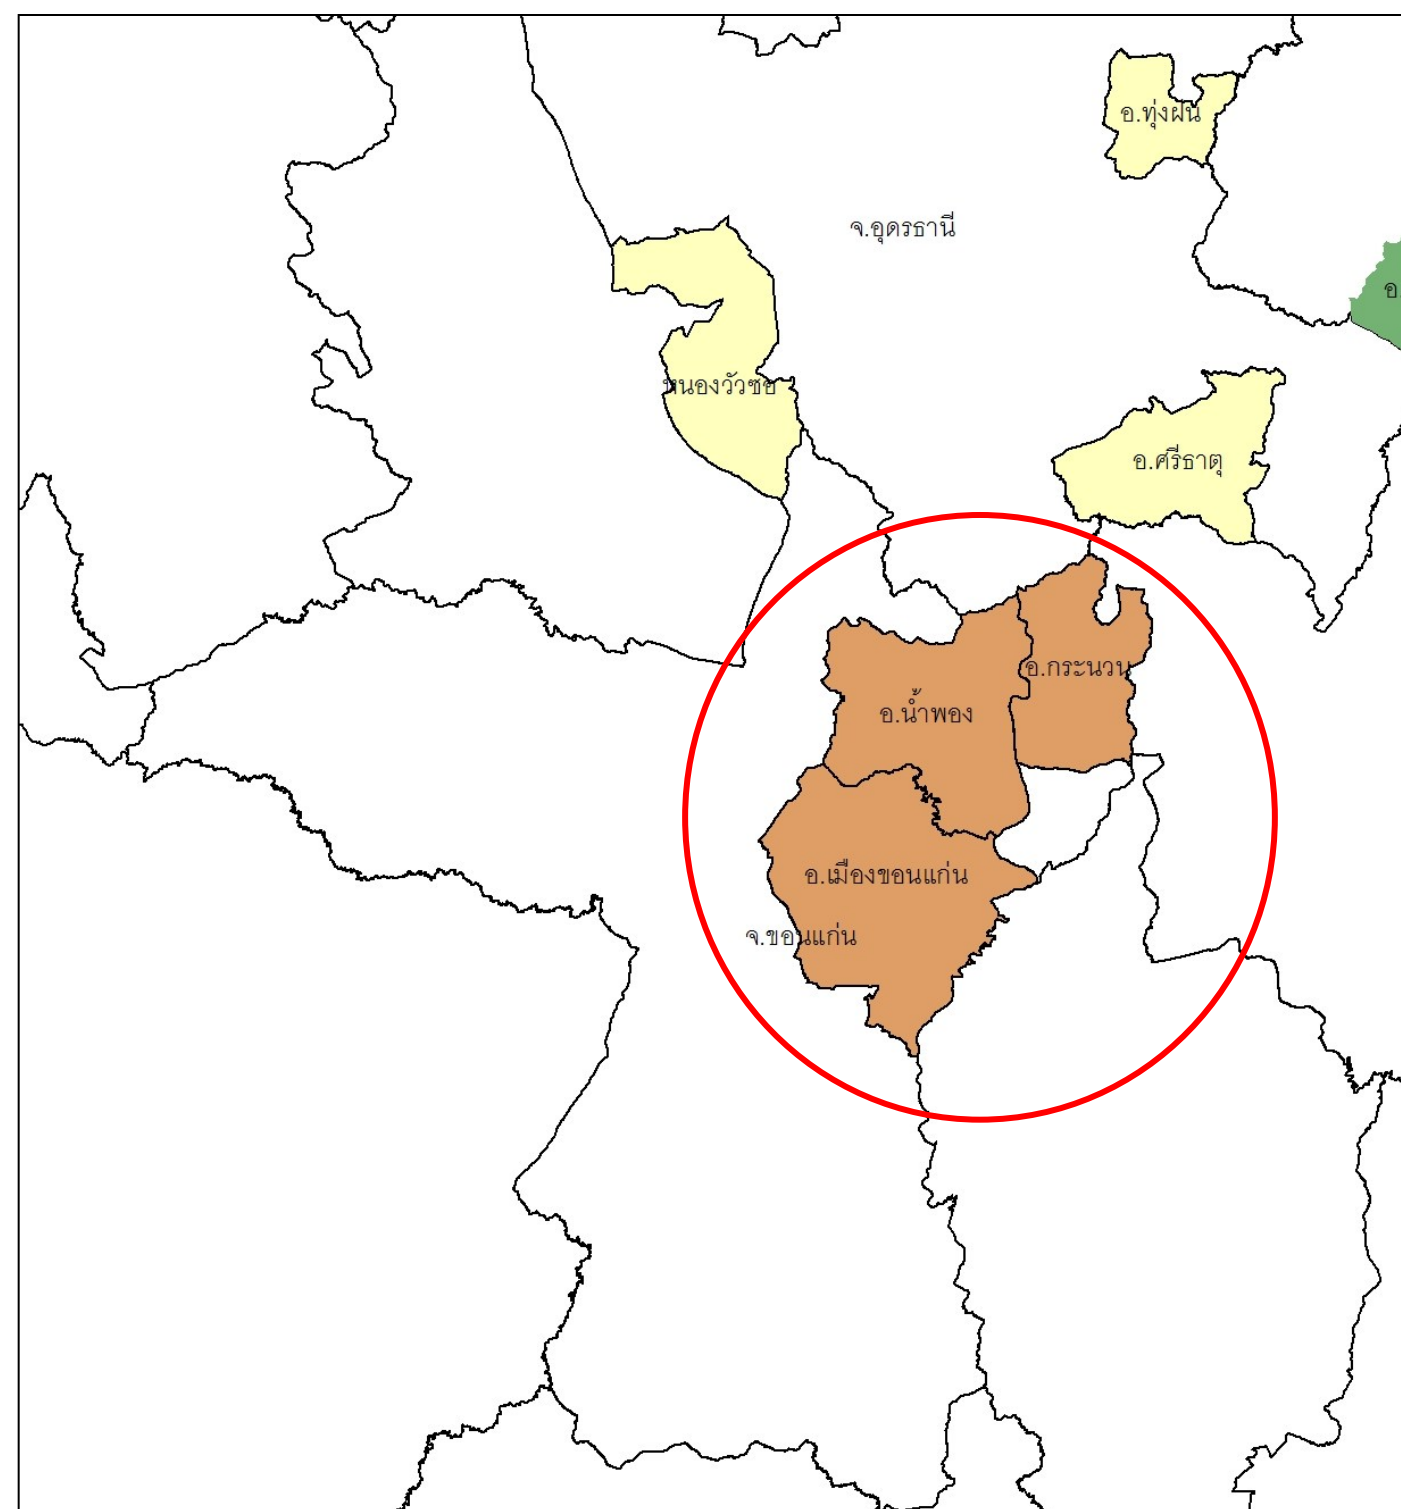 อ.ทุ่งฝน
จ.อุดรธานี
อ.
หนองวัวซอ
อ.ศรีธาตุ
อ.กระนวน
อ.น้ำพอง
อ.เมืองขอนแก่น
จ.ขอนแก่น